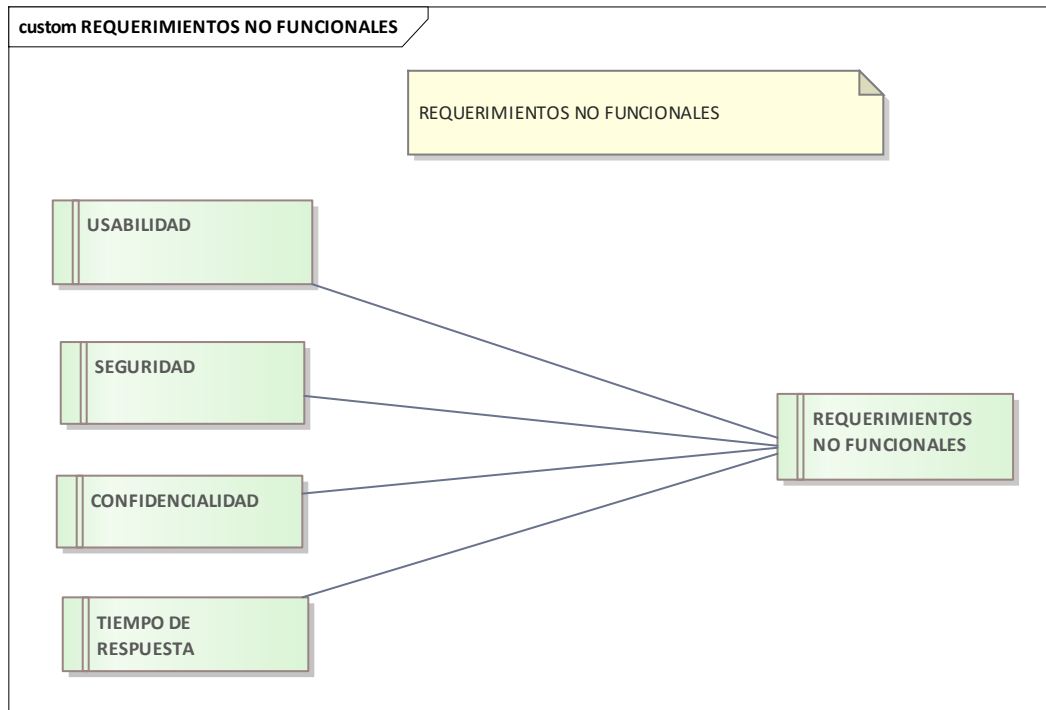 custom REQUERIMIENTOS NO FUNCIONALES
REQUERIMIENTOS NO FUNCIONALES
USABILIDAD
SEGURIDAD
REQUERIMIENTOS
NO FUNCIONALES
CONFIDENCIALIDAD
TIEMPO DE
RESPUESTA